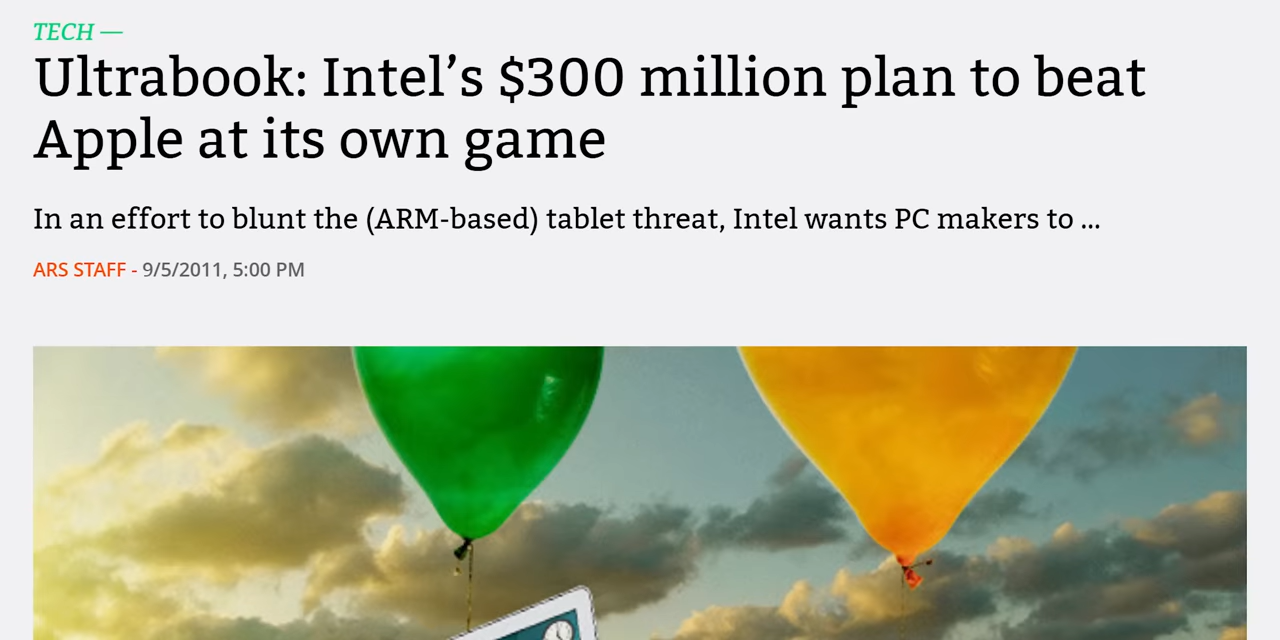 TECH —
Ultrabook: Intel’s $300 million plan to beat
Apple at its own game
In an effort to blunt the (ARM-based) tablet threat, Intel wants PC makers to ...
ARS STAFF - 9/5/2011, 5:00 PM